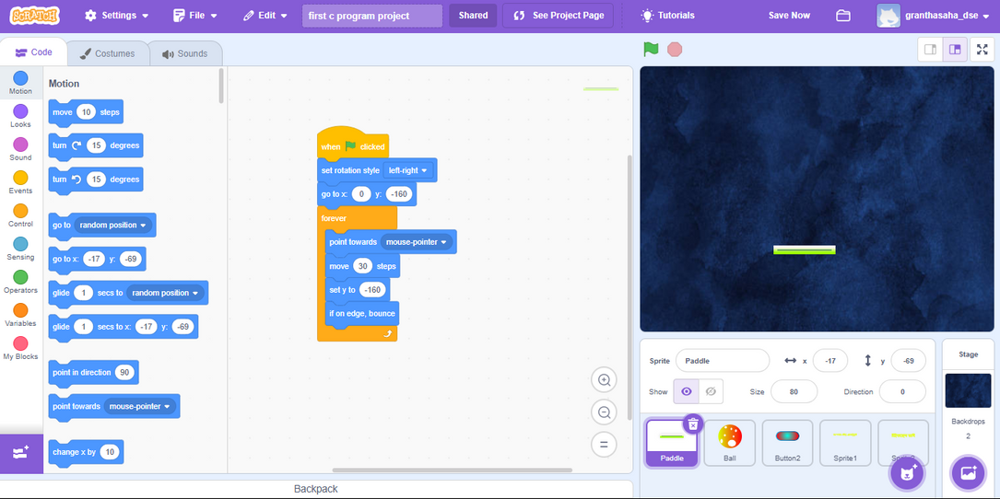 SCRATCH
Settings
File
Edit
first c program project
Shared
See Project Page
Tutorials
Save Now
granthasaha_dse
Code
Costumes
Sounds
Motion
Looks
Sound
Events
Control
Sensing
Operators
Variables
My Blocks
Motion
move 10 steps
turn 15 degrees
turn 15 degrees
go to random position
go to x: -17 y: -69
glide 1 secs to random position
glide 1 secs to x: -17 y: -69
point in direction 90
point towards mouse-pointer
change x by 10
when clicked
set rotation style left-right
go to x: 0 y: -160
forever
point towards mouse-pointer
move 30 steps
set y to -160
if on edge, bounce
Backpack
Sprite Paddle x -17 y -69
Show Size 80 Direction 0
Paddle
Ball
Button2
Sprite1
Stage
Backdrops
2